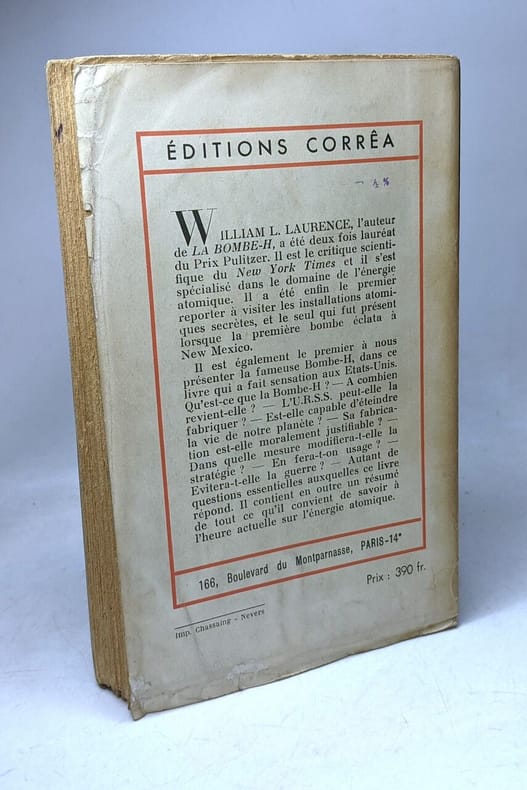 ÉDITIONS CORRÊA
WILLIAM L. LAURENCE, l'auteur
de LA BOMBE-H, a été deux fois lauréat
du Prix Pulitzer. Il est le critique scienti-
fique du New York Times et il s'est
spécialisé dans le domaine de l'énergie
atomique. Il a été enfin le premier
reporter à visiter les installations atomi-
ques secrètes, et le seul qui fut présent
lorsque la première bombe éclata à
New Mexico.
Il est également le premier à nous
présenter la fameuse Bombe-H, dans ce
livre qui a fait sensation aux Etats-Unis.
Qu'est-ce que la Bombe-H ? — A combien
revient-elle ? — L'U.R.S.S. peut-elle la
fabriquer ? — Est-elle capable d'éteindre
la vie de notre planète ? — Sa fabrica-
tion est-elle moralement justifiable ? —
Dans quelle mesure modifiera-t-elle la
stratégie ? — En fera-t-on usage ? —
Evitera-t-elle la guerre ? — Autant de
questions essentielles auxquelles ce livre
répond. Il contient en outre un résumé
de tout ce qu'il convient de savoir à
l'heure actuelle sur l'énergie atomique.
166, Boulevard du Montparnasse, PARIS-14e
Prix : 390 fr.
Imp. Chassaing - Nevers